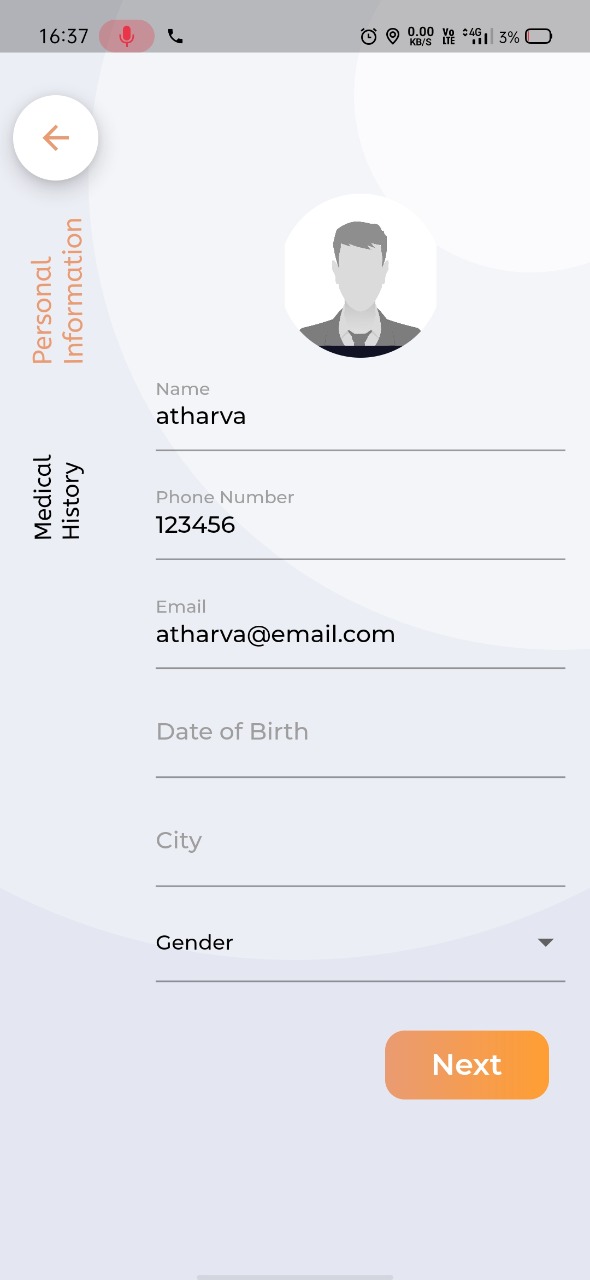 16:37
0.00 KB/S Vo LTE 4G 3%
Personal
Information
Medical
History
Name
atharva
Phone Number
123456
Email
atharva@email.com
Date of Birth
City
Gender
Next